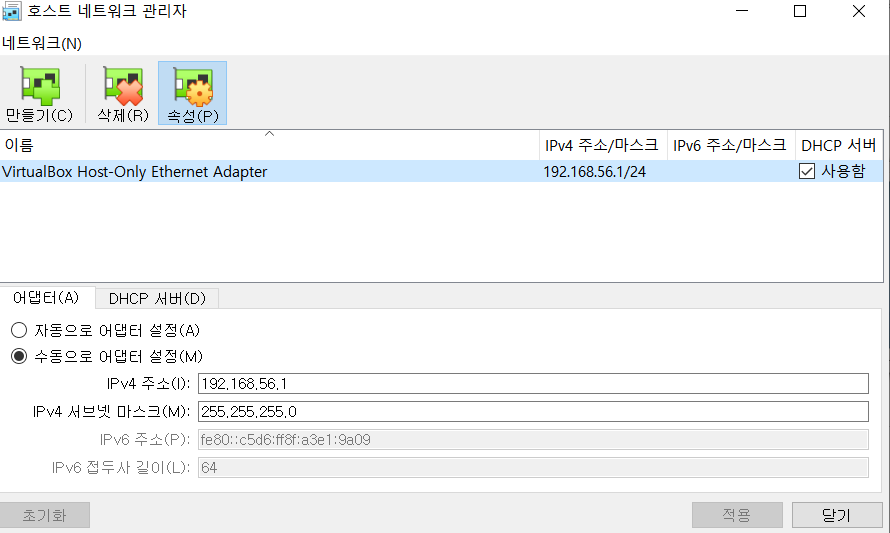 호스트 네트워크 관리자
네트워크(N)
만들기(C) 삭제(R) 속성(P)
이름 IPv4 주소/마스크 IPv6 주소/마스크 DHCP 서버
VirtualBox Host-Only Ethernet Adapter 192.168.56.1/24 사용함
어댑터(A) DHCP 서버(D)
자동으로 어댑터 설정(A)
수동으로 어댑터 설정(M)
IPv4 주소(I): 192.168.56.1
IPv4 서브넷 마스크(M): 255.255.255.0
IPv6 주소(P): fe80::c5d6:ff8f:a3e1:9a09
IPv6 접두사 길이(L): 64
초기화 적용 닫기